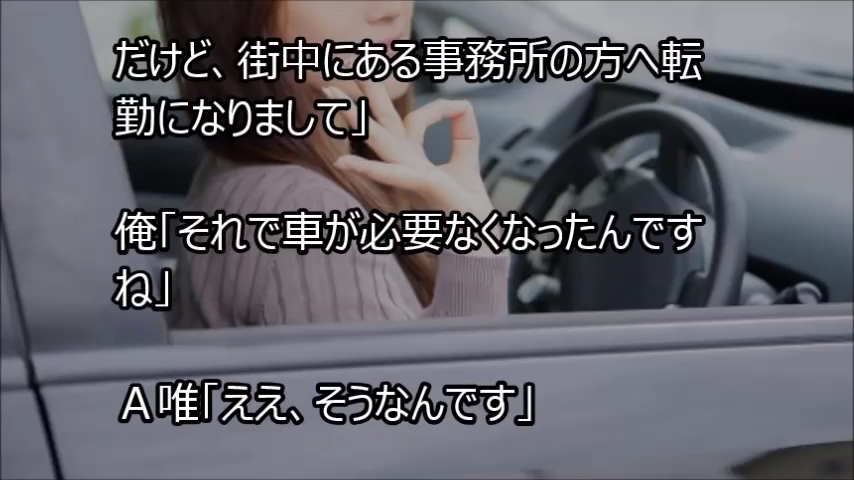 だけど、街中にある事務所の方へ転
勤になりまして」
俺「それで車が必要なくなったんです
ね」
Ａ唯「ええ、そうなんです」